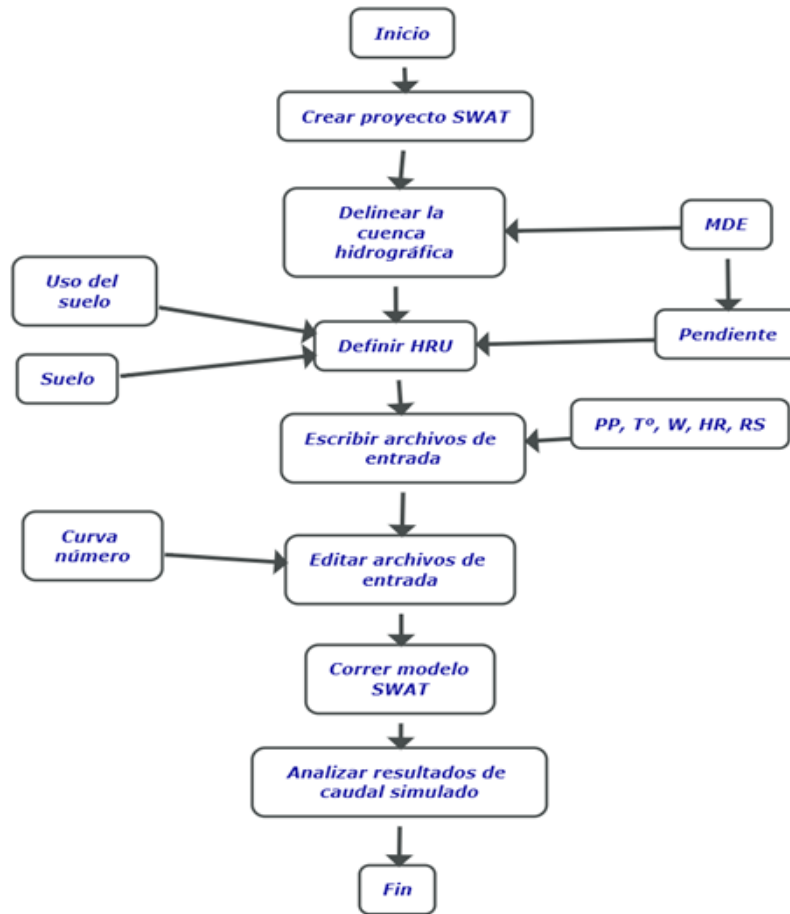 Inicio
Crear proyecto SWAT
Delinear la
cuenca
hidrográfica
MDE
Uso del
suelo
Pendiente
Definir HRU
Suelo
PP, Tº, W, HR, RS
Escribir archivos de
entrada
Curva
número
Editar archivos de
entrada
Correr modelo
SWAT
Analizar resultados de
caudal simulado
Fin